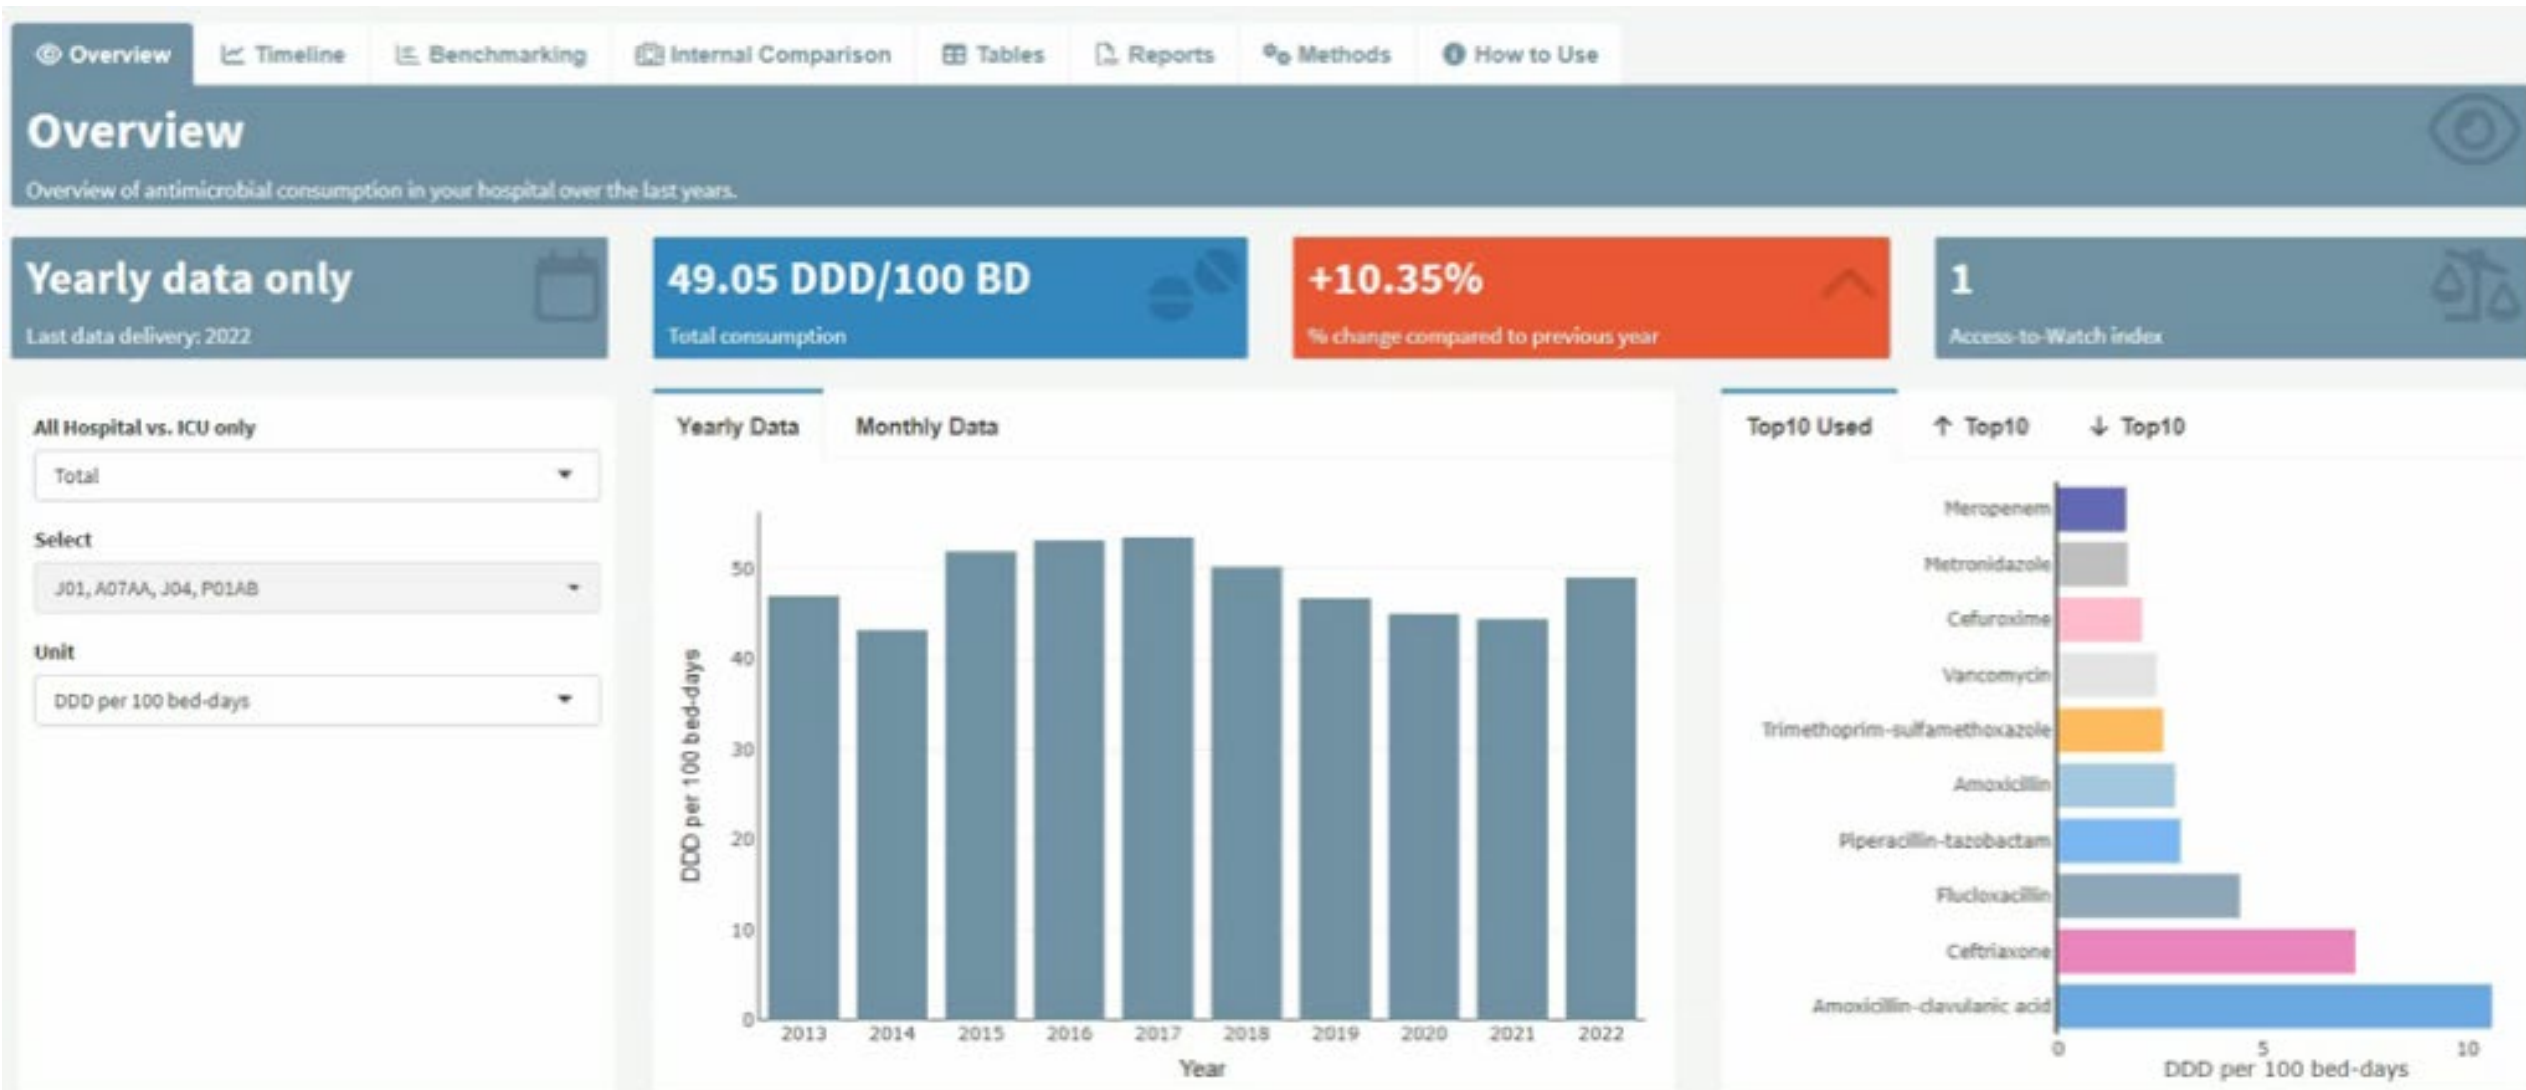 Overview
Timeline
Benchmarking
Internal Comparison
Tables
Reports
Methods
How to Use
Overview
Overview of antimicrobial consumption in your hospital over the last years.
Yearly data only
Last data delivery: 2022
49.05 DDD/100 BD
Total consumption
+10.35%
% change compared to previous year
1
Access-to-Watch index
All Hospital vs. ICU only
Total
Select
J01, A07AA, J04, P01AB
Unit
DDD per 100 bed-days
Yearly Data
Monthly Data
DDD per 100 bed-days
50
40
30
20
10
0
2013
2014
2015
2016
2017
2018
2019
2020
2021
2022
Year
Top10 Used
↑ Top10
↓ Top10
Meropenem
Metronidazole
Cefuroxime
Vancomycin
Trimethoprim-sulfamethoxazole
Amoxicillin
Piperacillin-tazobactam
Flucloxacillin
Ceftriaxone
Amoxicillin-clavulanic acid
0
5
10
DDD per 100 bed-days